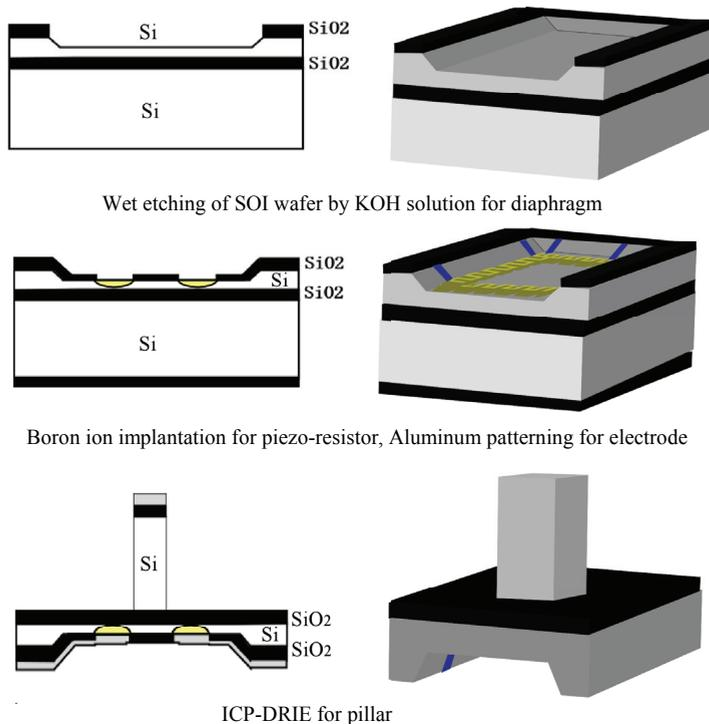 Si
SiO2
SiO2
Si
Wet etching of SOI wafer by KOH solution for diaphragm
SiO2
Si
SiO2
Si
Boron ion implantation for piezo-resistor, Aluminum patterning for electrode
Si
SiO2
Si
SiO2
ICP-DRIE for pillar